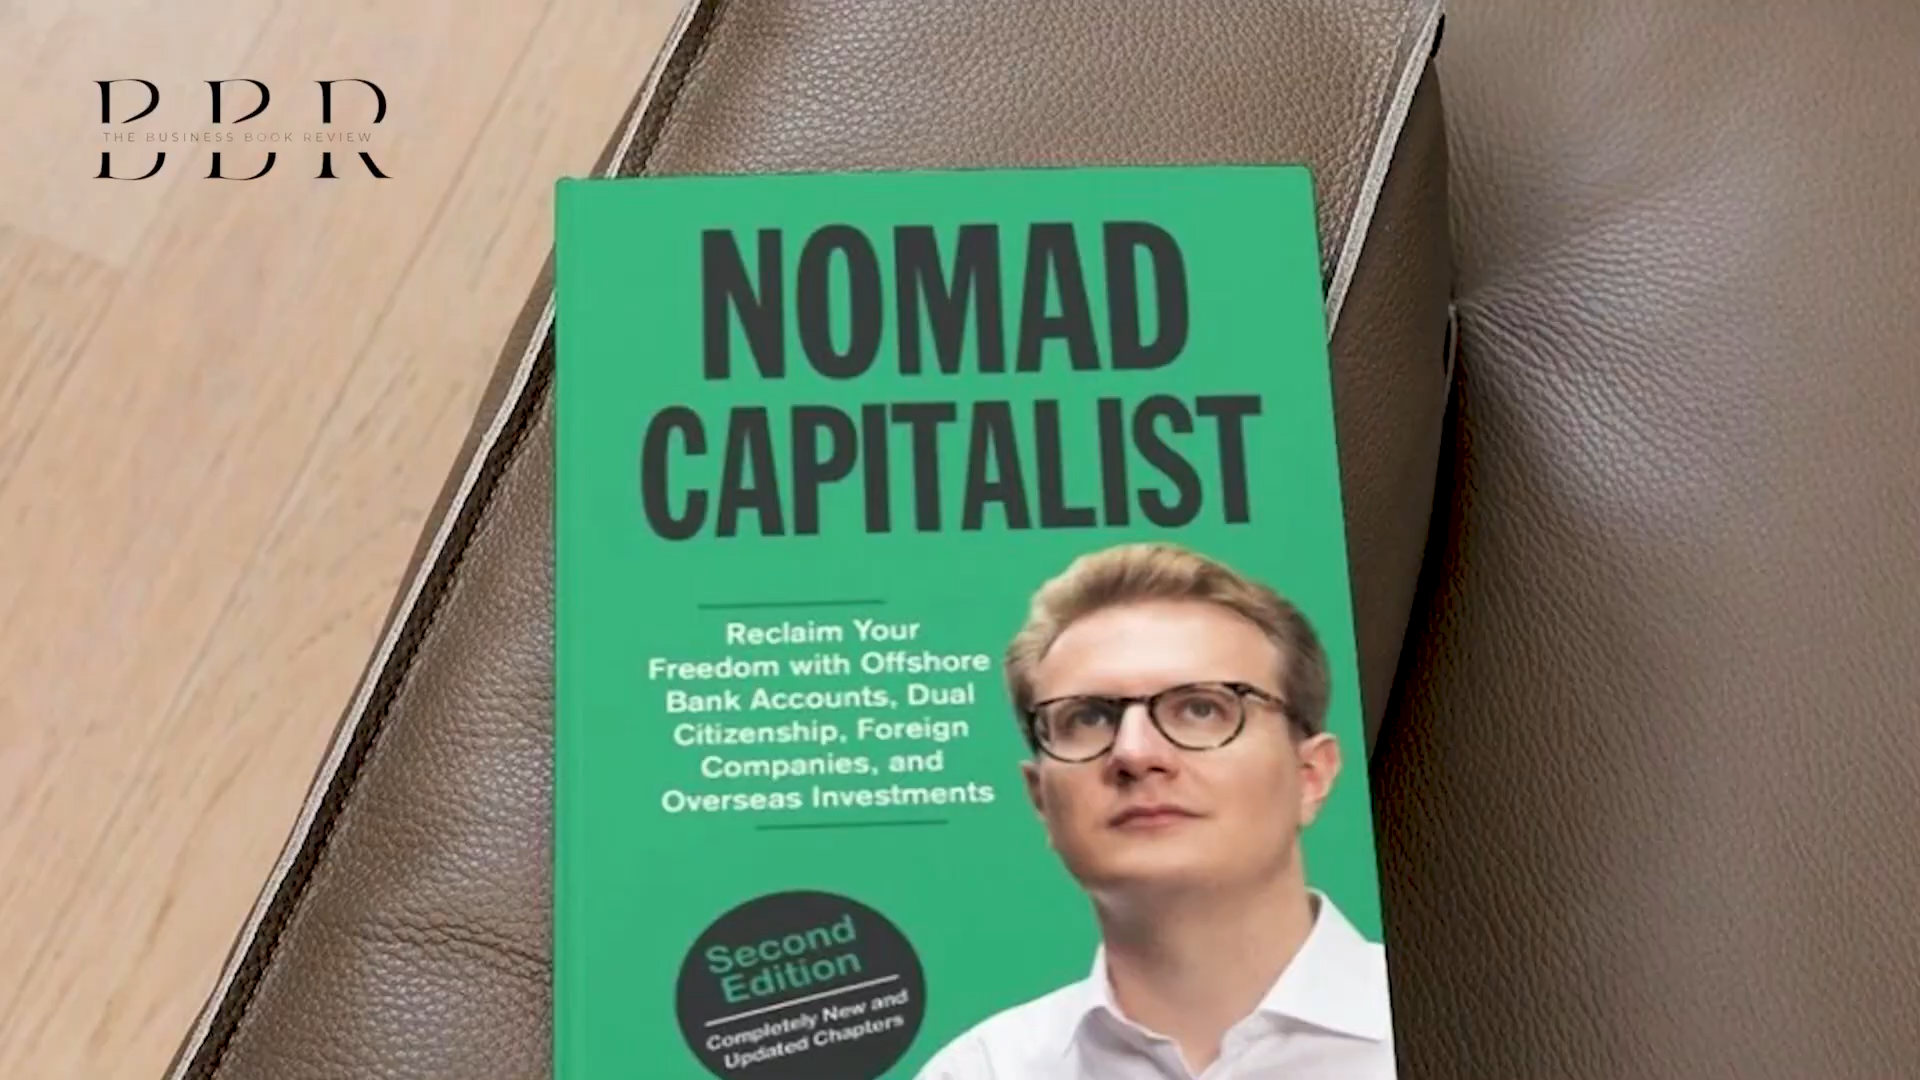 BBR
THE BUSINESS BOOK REVIEW
NOMAD
CAPITALIST
Reclaim Your
Freedom with Offshore
Bank Accounts, Dual
Citizenship, Foreign
Companies, and
Overseas Investments
Second
Edition
Completely New and
Updated Chapters